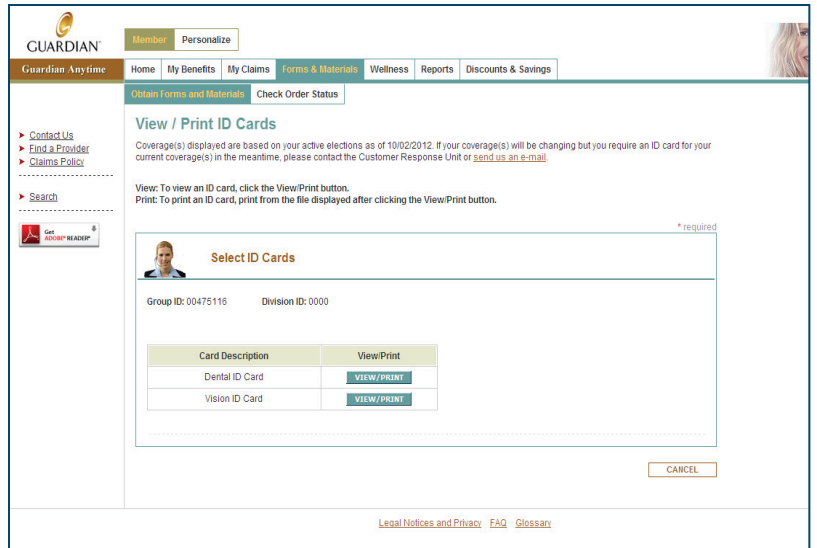 GUARDIAN®
Member Personalize
Guardian Anytime
Home My Benefits My Claims Forms & Materials Wellness Reports Discounts & Savings
Obtain Forms and Materials Check Order Status
Contact Us
Find a Provider
Claims Policy
Search
Get ADOBE® READER®
View / Print ID Cards
Coverage(s) displayed are based on your active elections as of 10/02/2012. If your coverage(s) will be changing but you require an ID card for your
current coverage(s) in the meantime, please contact the Customer Response Unit or send us an e-mail.
View: To view an ID card, click the View/Print button.
Print: To print an ID card, print from the file displayed after clicking the View/Print button.
* required
Select ID Cards
Group ID: 00475116 Division ID: 0000
Card Description View/Print
Dental ID Card VIEW/PRINT
Vision ID Card VIEW/PRINT
CANCEL
Legal Notices and Privacy FAQ Glossary